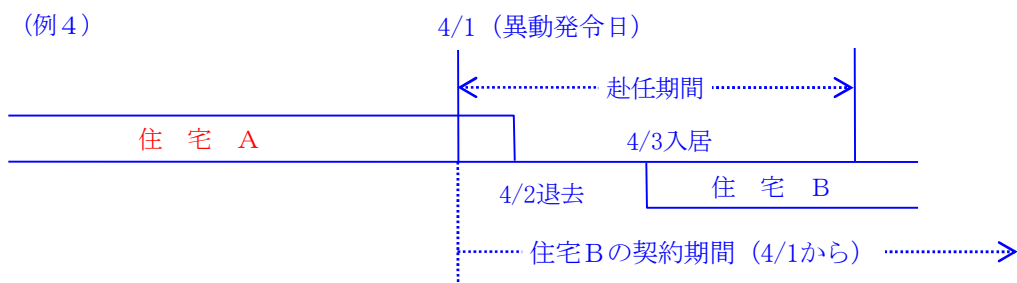 (例４)
4/1（異動発令日）
赴任期間
住　宅　Ａ
4/3入居
4/2退去
住　宅　Ｂ
住宅Ｂの契約期間（4/1から）